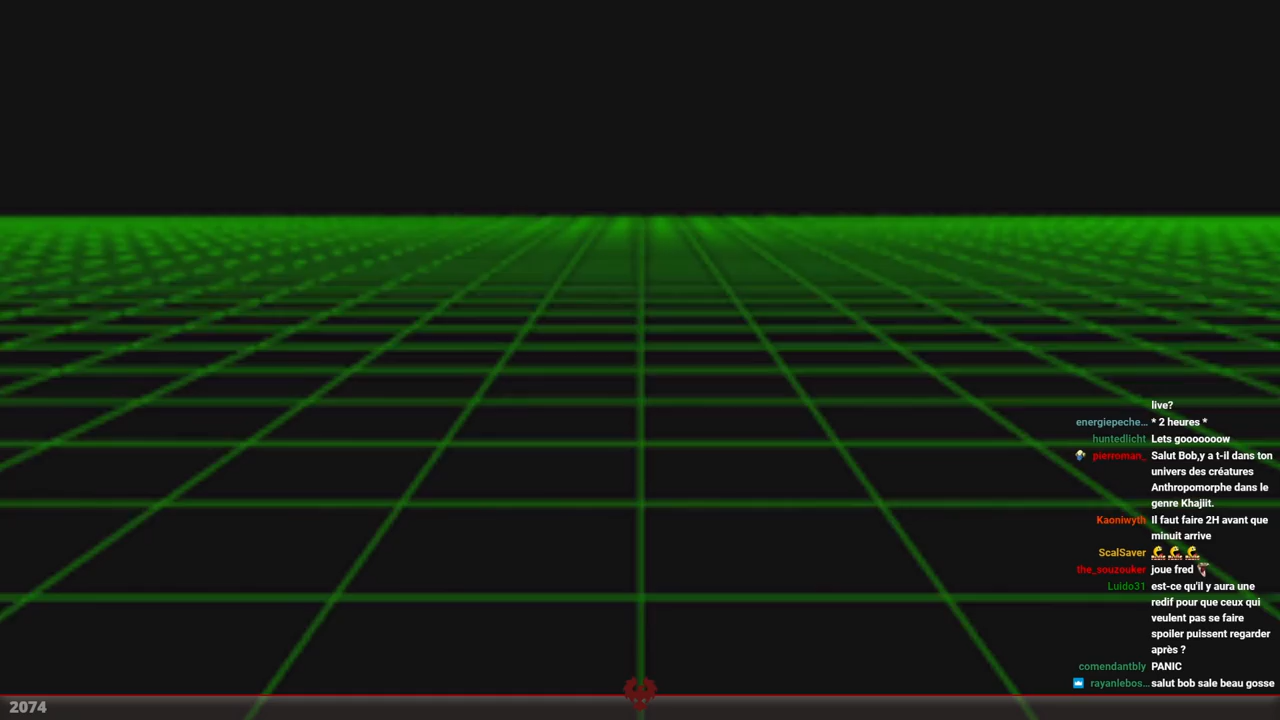 live?
energiepeche... * 2 heures *
huntedlicht Lets gooooooow
pierroman_ Salut Bob,y a t-il dans ton
univers des créatures
Anthropomorphe dans le
genre Khajiit.
Kaoniwyth Il faut faire 2H avant que
minuit arrive
ScalSaver
the_souzouker joue fred
Luido31 est-ce qu'il y aura une
redif pour que ceux qui
veulent pas se faire
spoiler puissent regarder
après ?
comendantbly PANIC
rayanlebos... salut bob sale beau gosse
2074